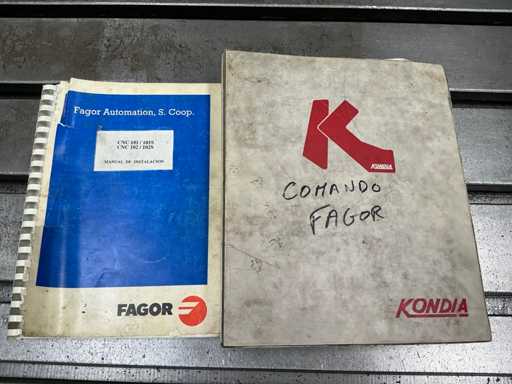 Fagor Automation, S. Coop.
CNC 101 / 101S
CNC 102 / 102S
MANUAL DE INSTALACION
FAGOR
K
KONDIA
COMANDO
FAGOR
KONDIA